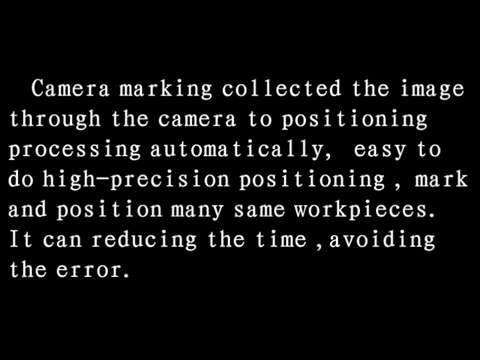 Camera marking collected the image
through the camera to positioning
processing automatically, easy to
do high-precision positioning , mark
and position many same workpieces.
It can reducing the time ,avoiding
the error.